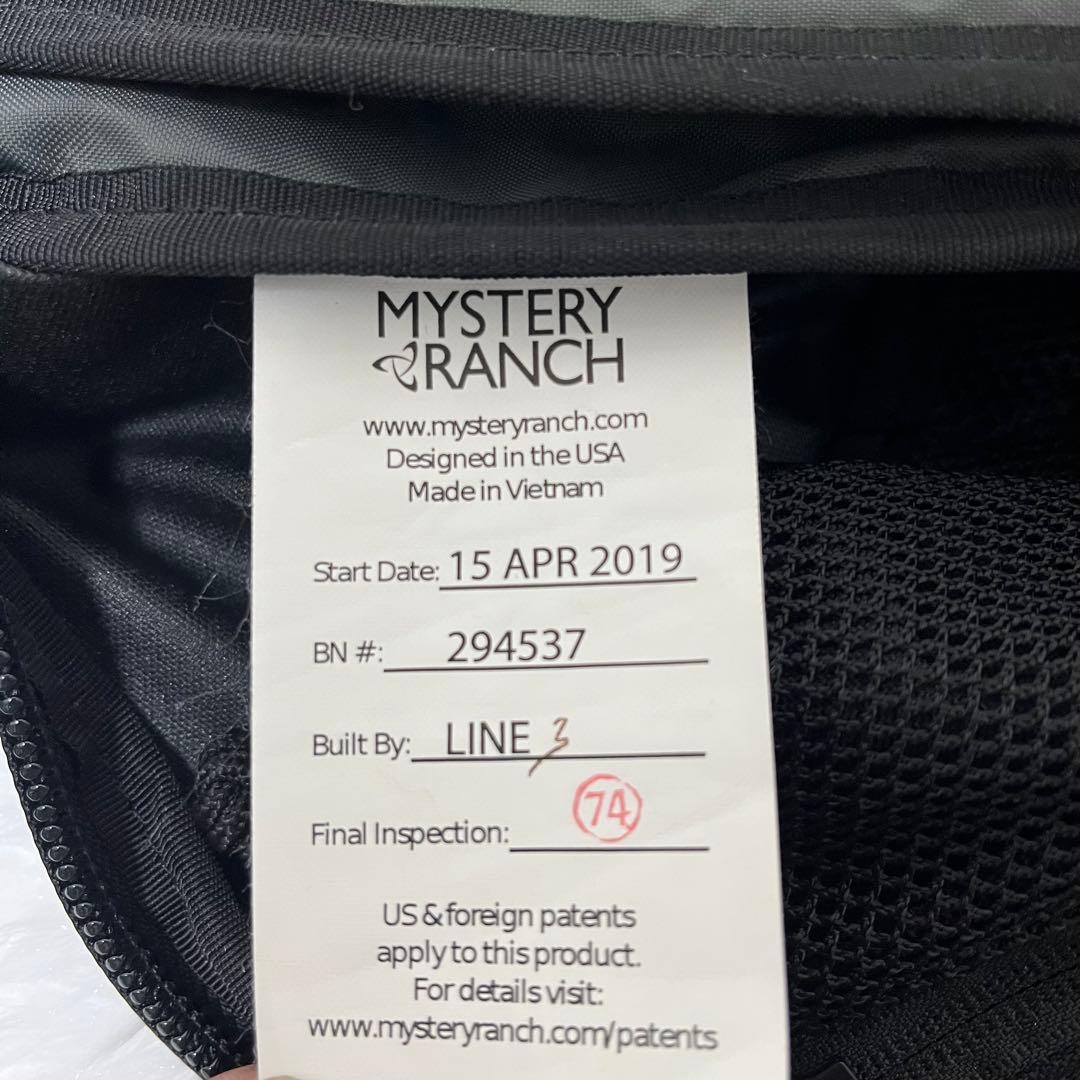 MYSTERY
RANCH
www.mysteryranch.com
Designed in the USA
Made in Vietnam
Start Date: 15 APR 2019
BN #: 294537
Built By: LINE 3
Final Inspection: 74
US & foreign patents
apply to this product.
For details visit:
www.mysteryranch.com/patents